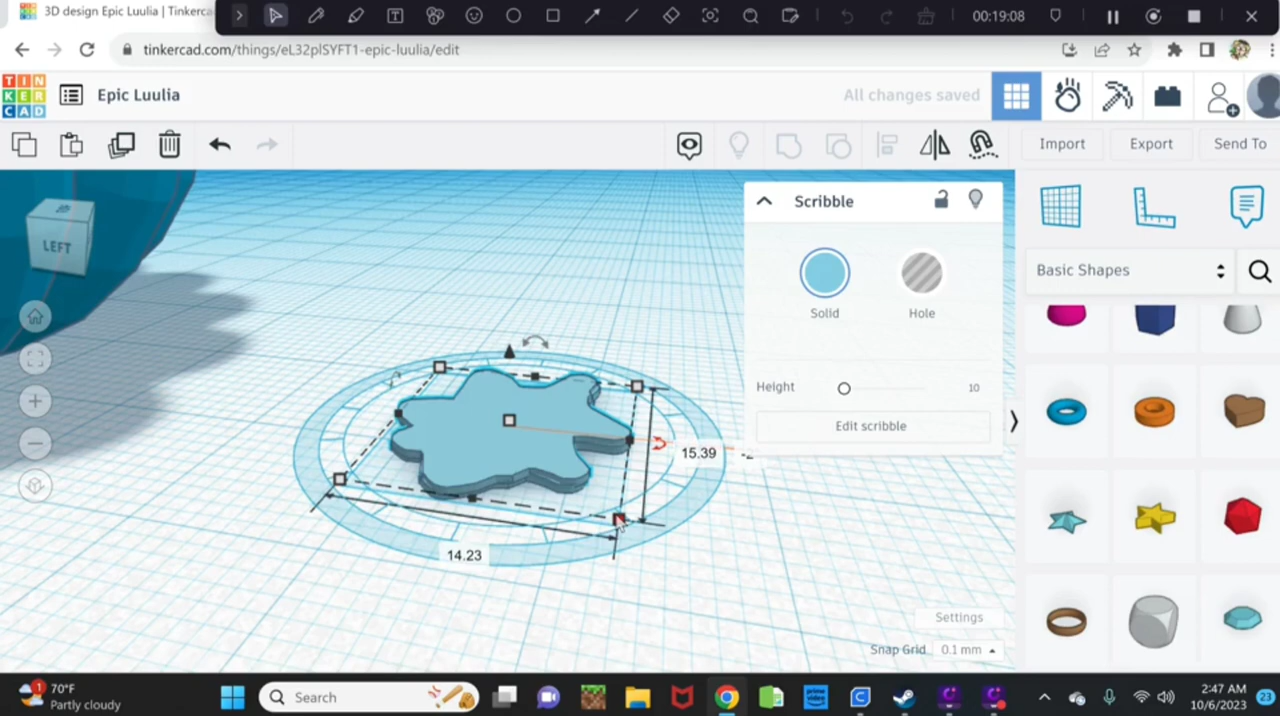 3D design Epic Luulia | Tinkerca
00:19:08
tinkercad.com/things/eL32plSYFT1-epic-luulia/edit
TIN
KER
CAD
Epic Luulia
All changes saved
Import
Export
Send To
LEFT
Scribble
Solid
Hole
Height
10
Edit scribble
Basic Shapes
15.39
14.23
Settings
Snap Grid
0.1 mm
1
70°F
Partly cloudy
Search
2:47 AM
10/6/2023
23